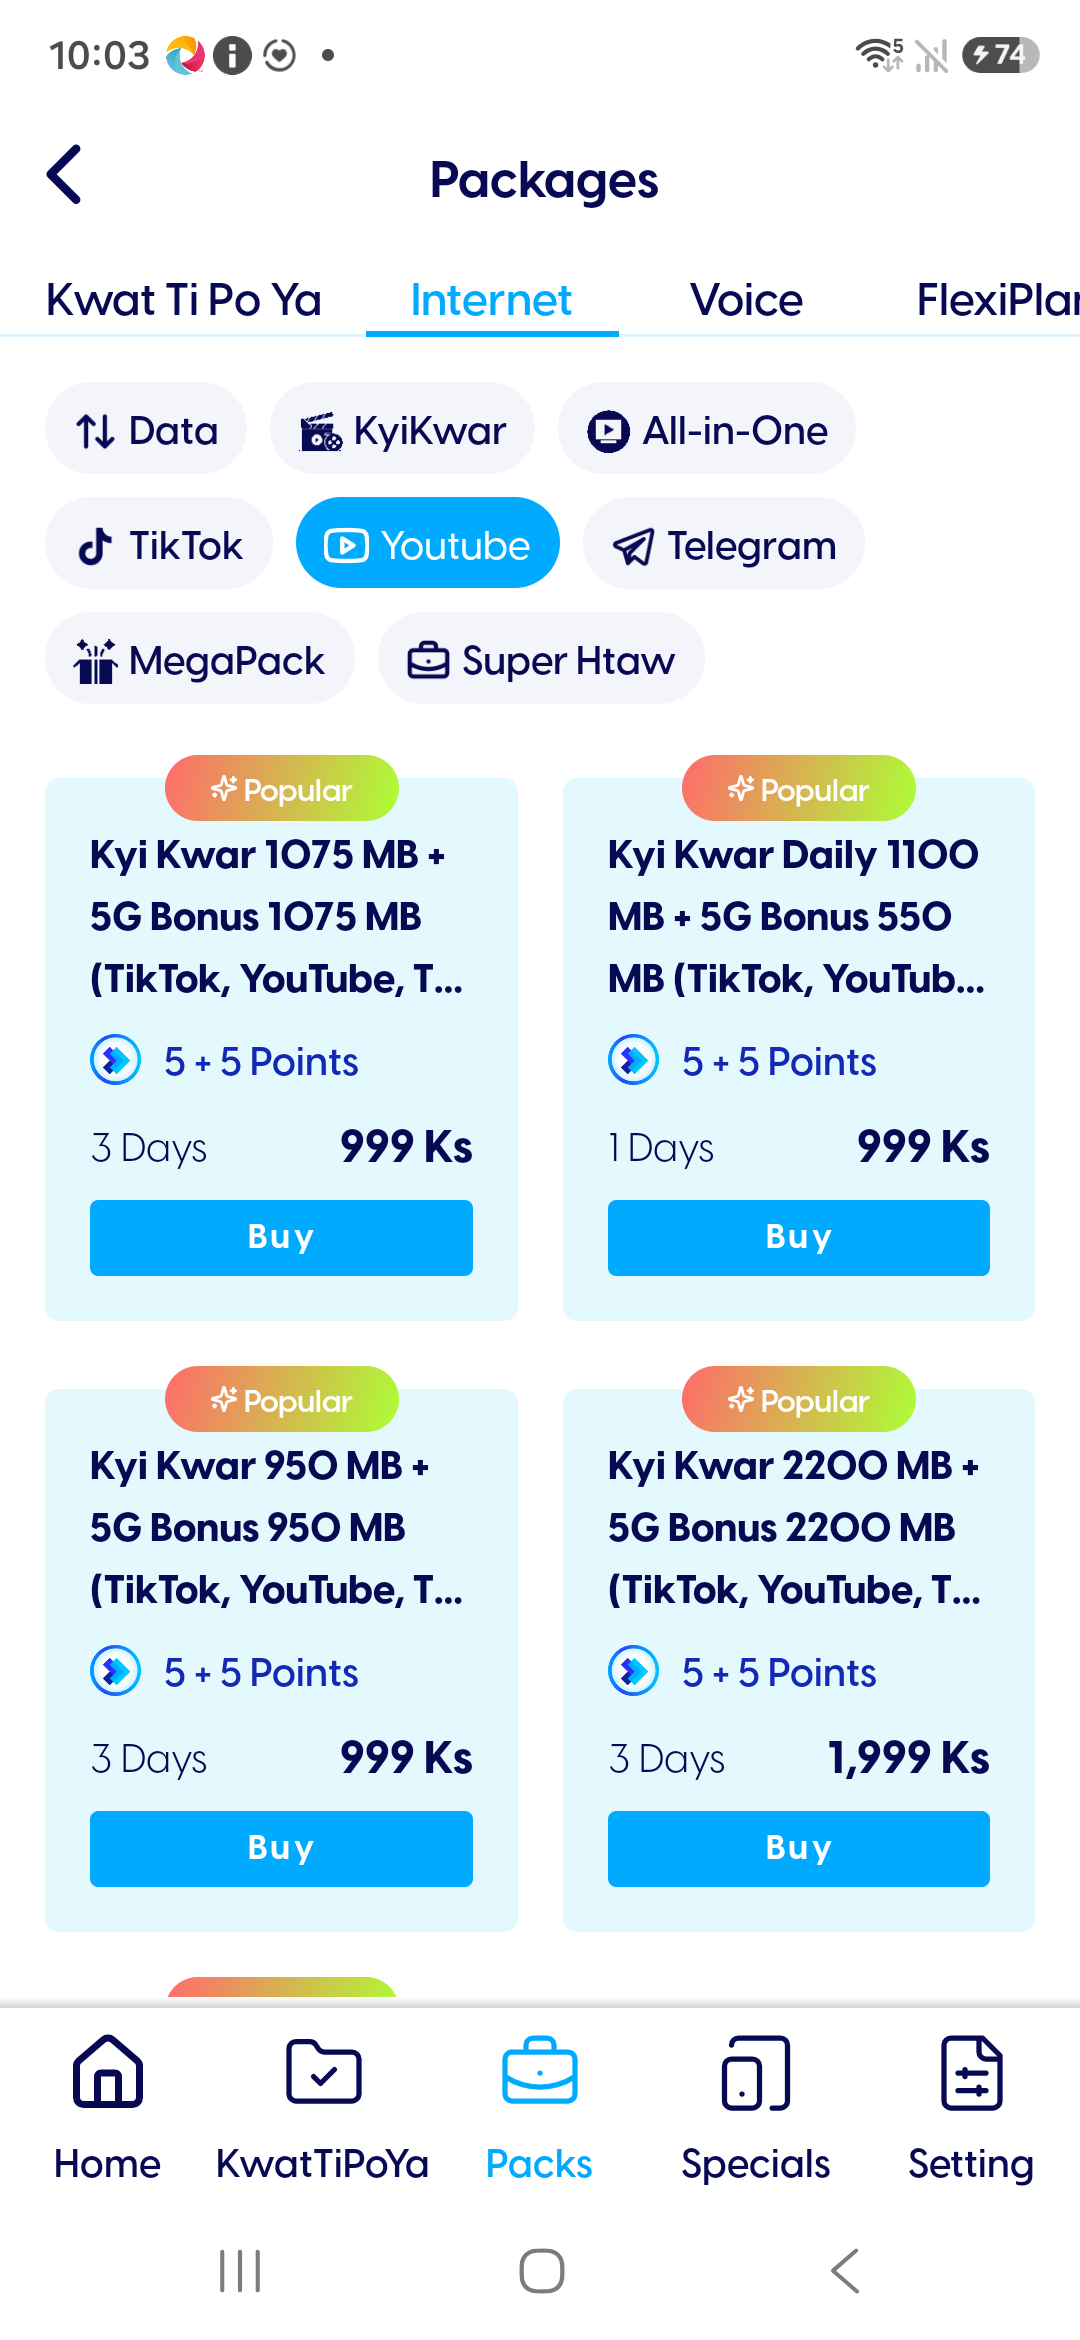 10:03
5
74
Packages
Kwat Ti Po Ya
Internet
Voice
FlexiPlan
Data
KyiKwar
All-in-One
TikTok
Youtube
Telegram
MegaPack
Super Htaw
Popular
Kyi Kwar 1075 MB +
5G Bonus 1075 MB
(TikTok, YouTube, T...
5 + 5 Points
3 Days
999 Ks
Buy
Popular
Kyi Kwar Daily 1100
MB + 5G Bonus 550
MB (TikTok, YouTub...
5 + 5 Points
1 Days
999 Ks
Buy
Popular
Kyi Kwar 950 MB +
5G Bonus 950 MB
(TikTok, YouTube, T...
5 + 5 Points
3 Days
999 Ks
Buy
Popular
Kyi Kwar 2200 MB +
5G Bonus 2200 MB
(TikTok, YouTube, T...
5 + 5 Points
3 Days
1,999 Ks
Buy
Home
KwatTiPoYa
Packs
Specials
Setting